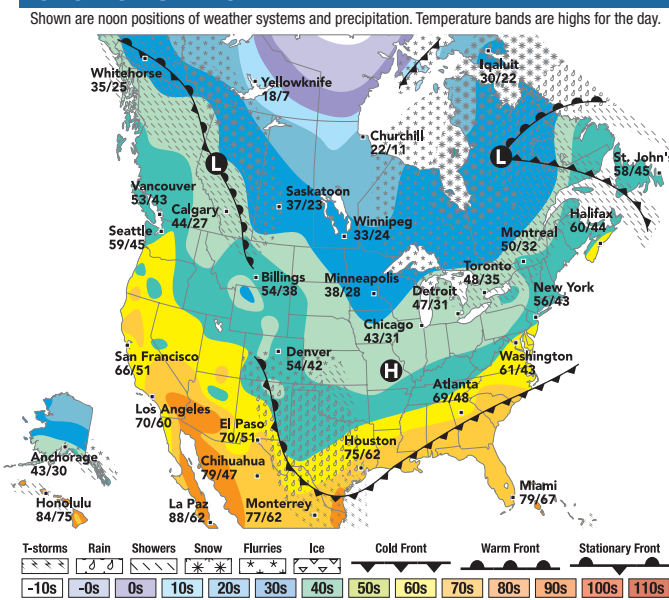 Shown are noon positions of weather systems and precipitation. Temperature bands are highs for the day.
Whitehorse
35/25
Yellowknife
18/7
Iqaluit
30/22
Churchill
22/11
L
L
St. John's
58/45
Vancouver
53/43
Calgary
44/27
Saskatoon
37/23
Winnipeg
33/24
Halifax
60/44
Seattle
59/45
Montreal
50/32
Billings
54/38
Minneapolis
38/28
Toronto
48/35
Detroit
47/31
New York
56/43
Chicago
43/31
San Francisco
66/51
Denver
54/42
H
Washington
61/43
Atlanta
69/48
Los Angeles
70/60
El Paso
70/51
Houston
75/62
Anchorage
43/30
Chihuahua
79/47
Honolulu
84/75
La Paz
88/62
Monterrey
77/62
Miami
79/67
T-storms Rain Showers Snow Flurries Ice Cold Front Warm Front Stationary Front
-10s -0s 0s 10s 20s 30s 40s 50s 60s 70s 80s 90s 100s 110s